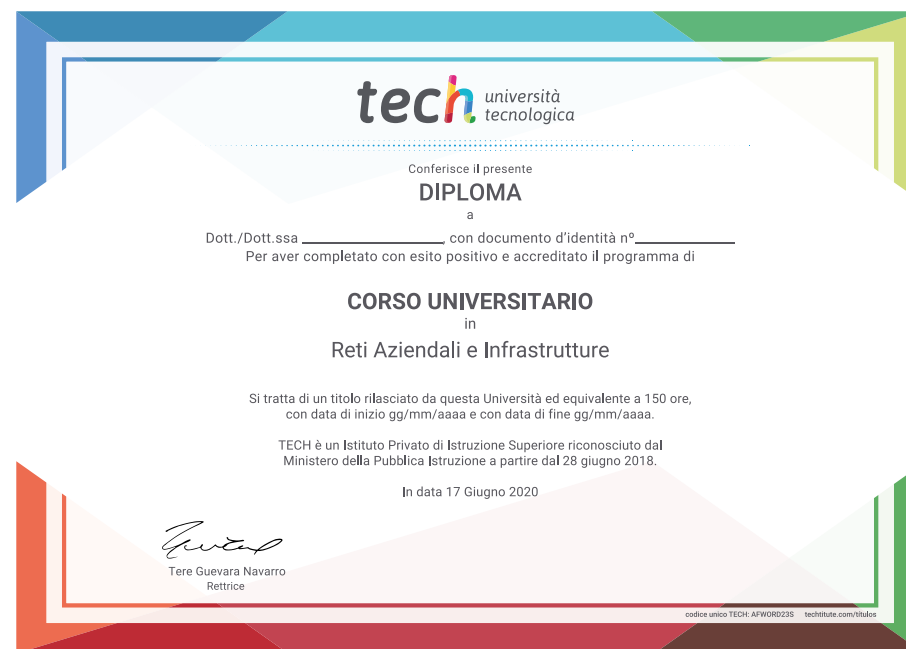 tech università
tecnologica
Conferisce il presente
DIPLOMA
a
Dott./Dott.ssa ____________________, con documento d'identità nº______________
Per aver completato con esito positivo e accreditato il programma di
CORSO UNIVERSITARIO
in
Reti Aziendali e Infrastrutture
Si tratta di un titolo rilasciato da questa Università ed equivalente a 150 ore,
con data di inizio gg/mm/aaaa e con data di fine gg/mm/aaaa.
TECH è un Istituto Privato di Istruzione Superiore riconosciuto dal
Ministero della Pubblica Istruzione a partire dal 28 giugno 2018.
In data 17 Giugno 2020
Tere Guevara Navarro
Rettrice
codice unico TECH: AFWORD23S techtitute.com/titulos